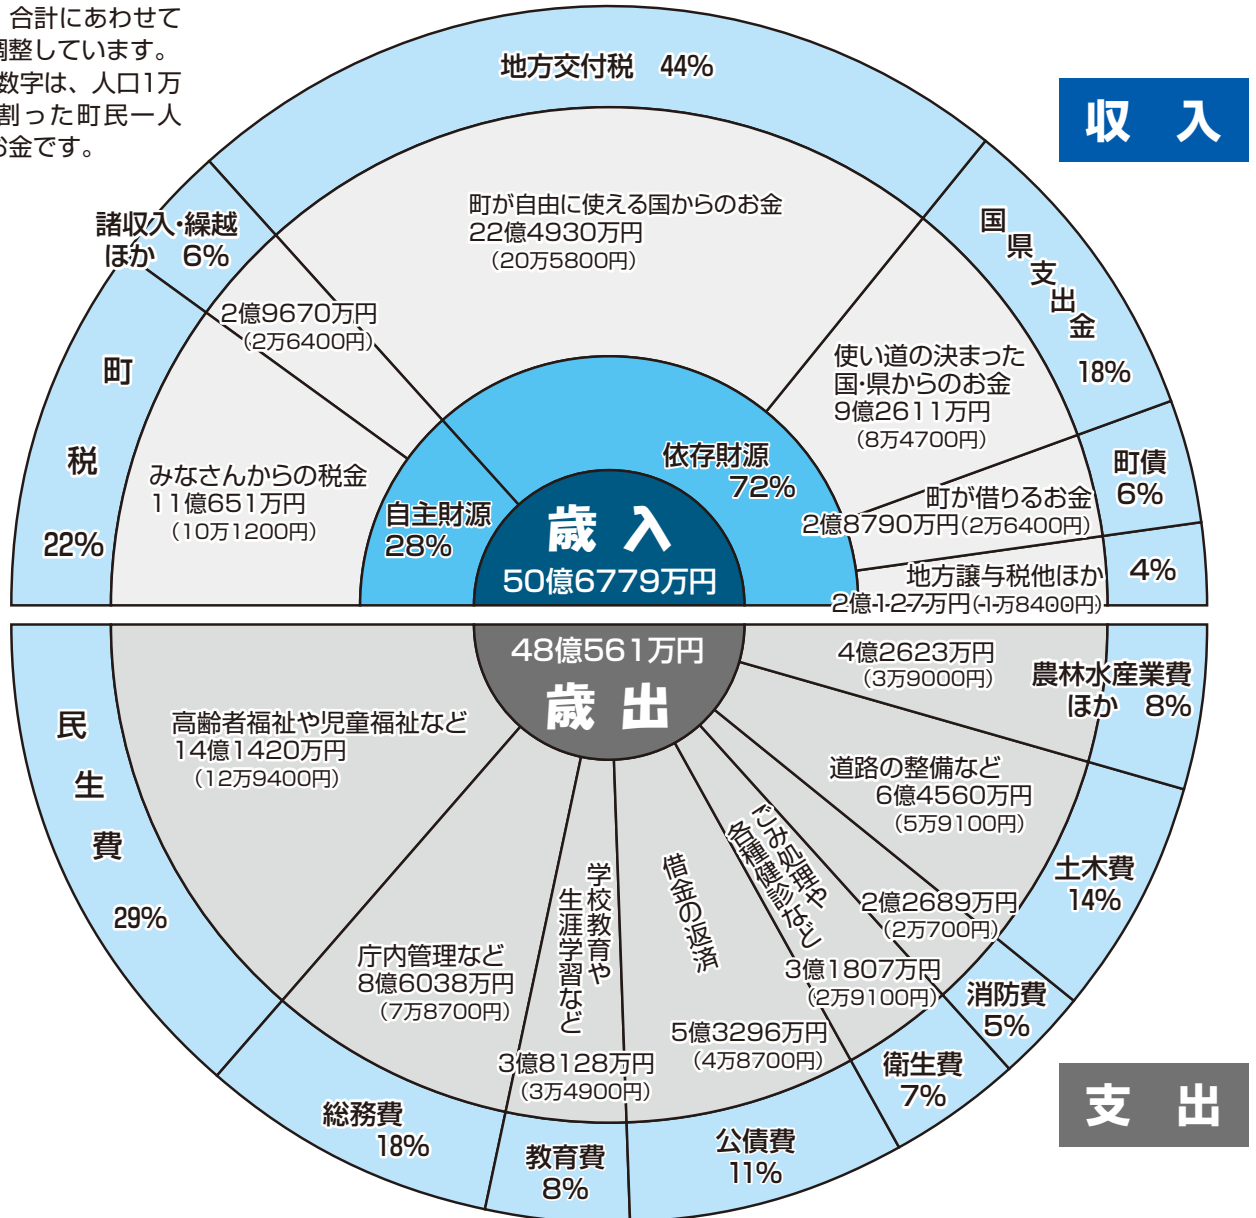 合計にあわせて
調整しています。
数字は、人口1万
割った町民一人
お金です。
収 入
地方交付税 44%
町が自由に使える国からのお金
22億4930万円
(20万5800円)
諸収入・繰越
ほか 6%
2億9670万円
(2万6400円)
町税
22%
みなさんからの税金
11億651万円
(10万1200円)
国県支出金
18%
使い道の決まった
国・県からのお金
9億2611万円
(8万4700円)
町債
6%
町が借りるお金
2億8790万円(2万6400円)
4%
地方譲与税他ほか
2億127万円(1万8400円)
自主財源
28%
依存財源
72%
歳 入
50億6779万円
48億561万円
歳 出
4億2623万円
(3万9000円)
農林水産業費
ほか 8%
道路の整備など
6億4560万円
(5万9100円)
土木費
14%
2億2689万円
(2万700円)
消防費
5%
ごみ処理や
各種健診など
3億1807万円
(2万9100円)
衛生費
7%
借金の返済
5億3296万円
(4万8700円)
公債費
11%
学校教育や
生涯学習など
3億8128万円
(3万4900円)
教育費
8%
庁内管理など
8億6038万円
(7万8700円)
総務費
18%
高齢者福祉や児童福祉など
14億1420万円
(12万9400円)
民生費
29%
支 出